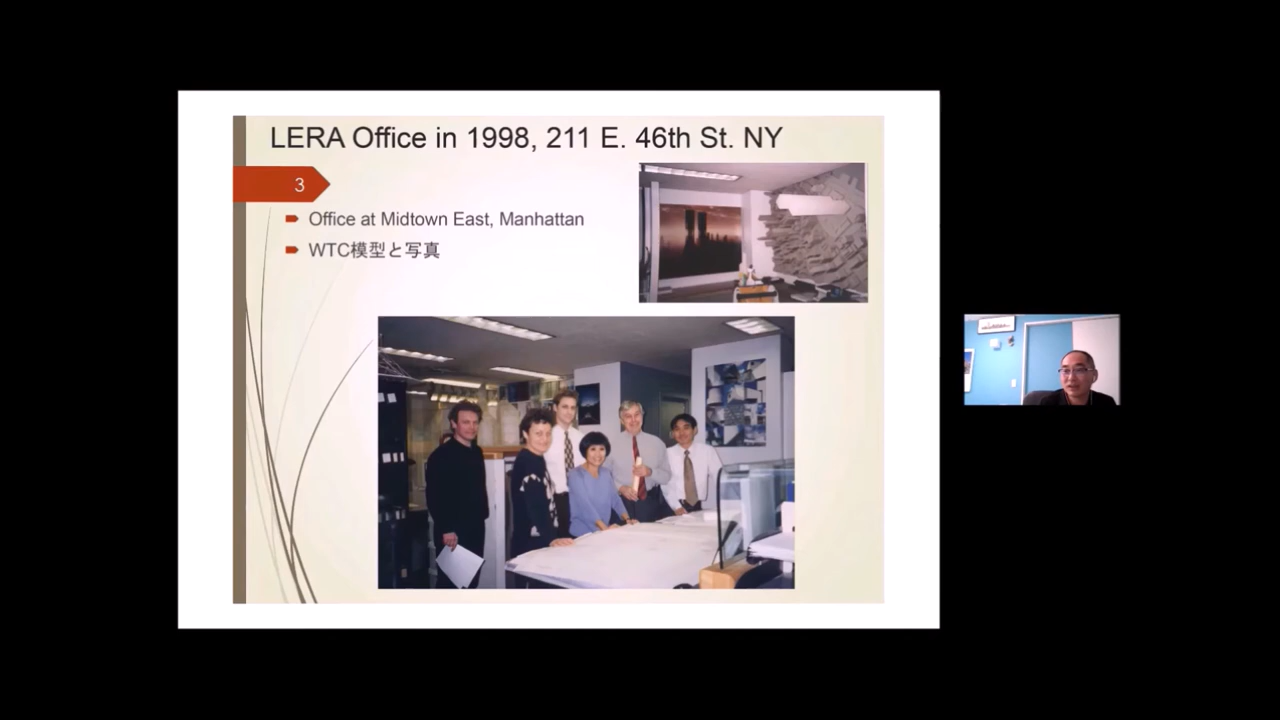 LERA Office in 1998, 211 E. 46th St. NY
3
Office at Midtown East, Manhattan
WTC模型と写真